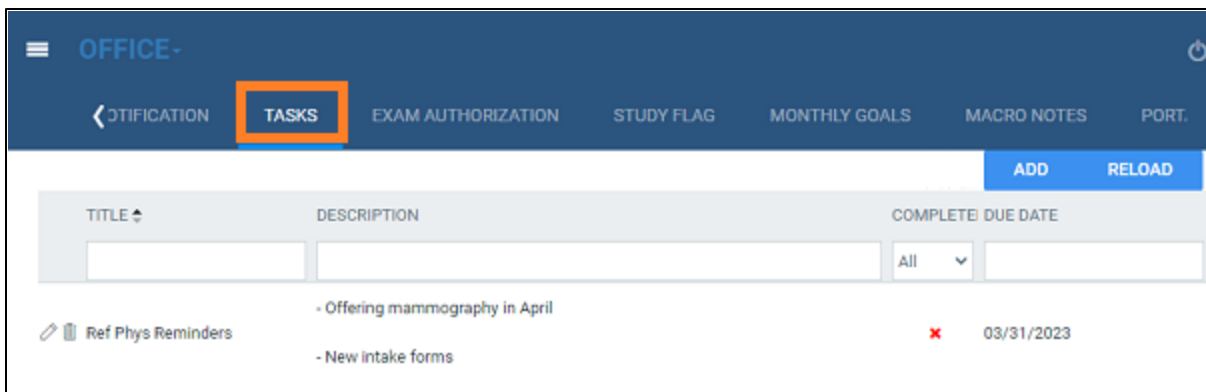 OFFICE
OTIFICATION TASKS EXAM AUTHORIZATION STUDY FLAG MONTHLY GOALS MACRO NOTES PORT.
ADD RELOAD
TITLE DESCRIPTION COMPLETE DUE DATE
All
- Offering mammography in April
Ref Phys Reminders 03/31/2023
- New intake forms